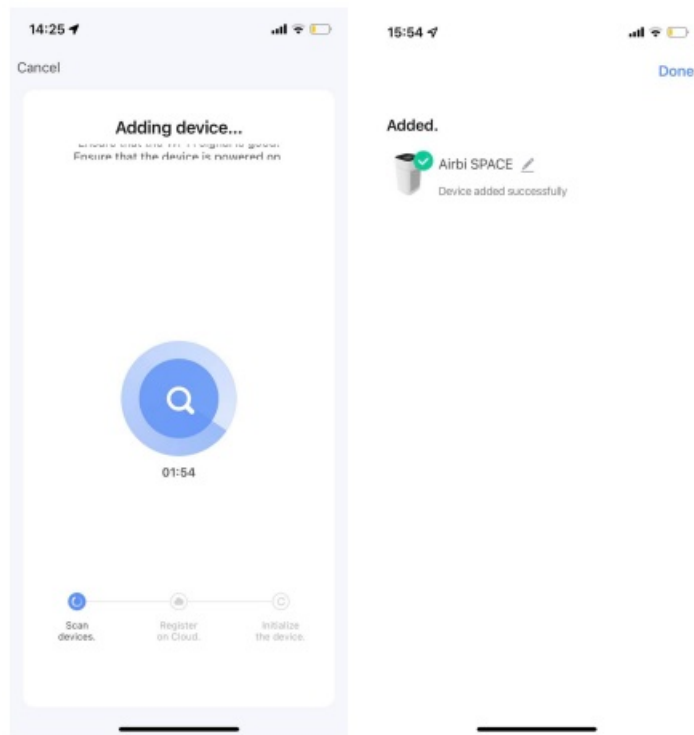 14:25
Cancel
Adding device...
Ensure that the device is powered on
01:54
Scan
devices.
Register
on Cloud.
Initialize
the device.
15:54
Done
Added.
Airbi SPACE
Device added successfully